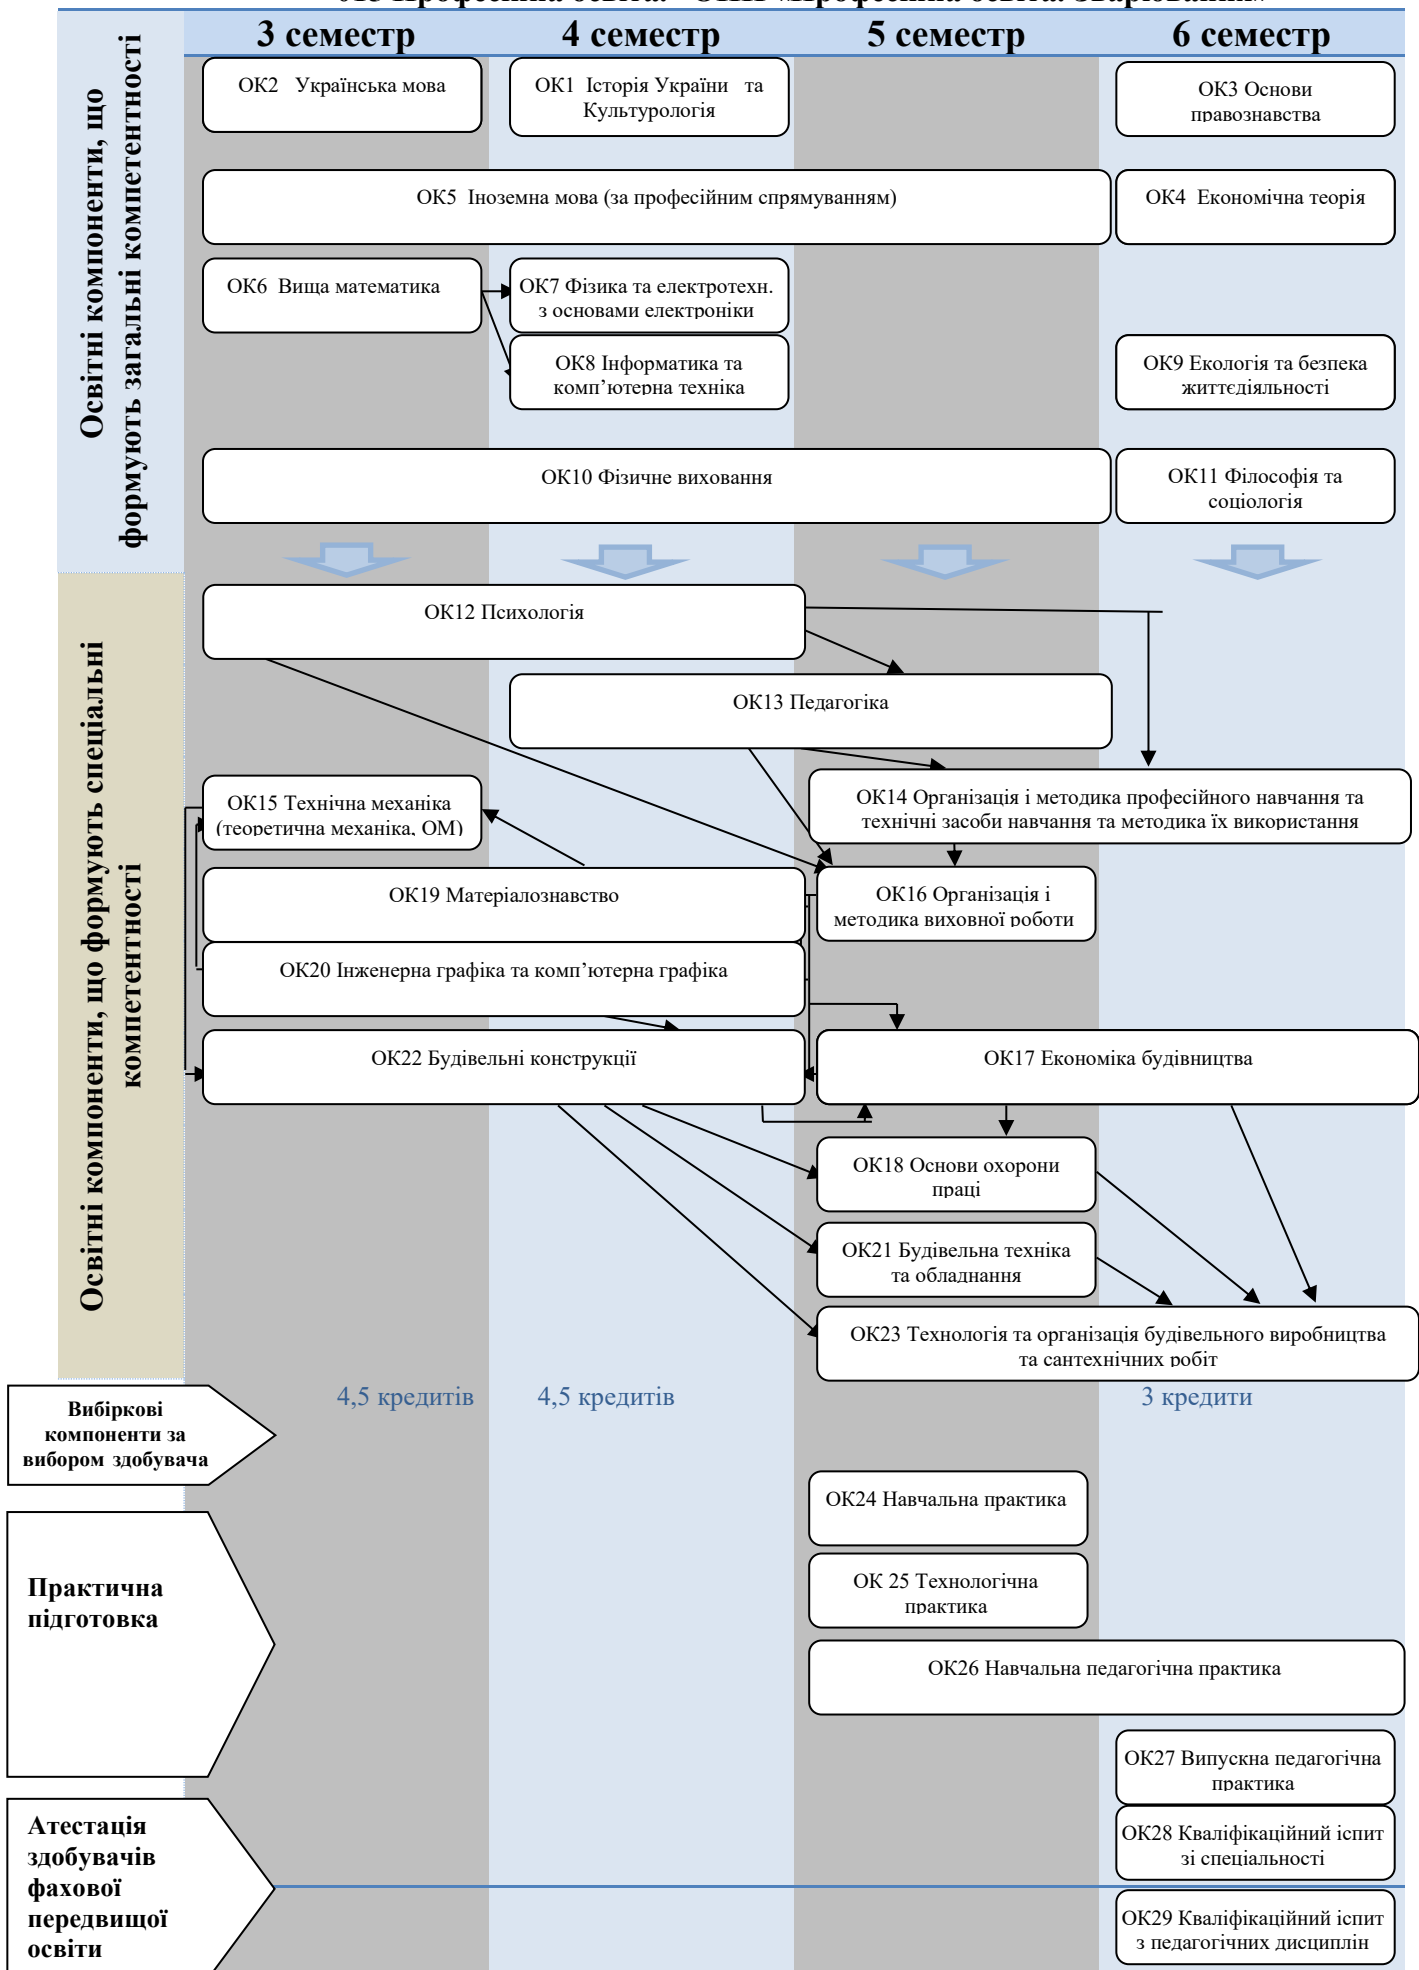 3 семестр
4 семестр
5 семестр
6 семестр
Освітні компоненти, що
формують загальні компетентності
ОК2 Українська мова
ОК1 Історія України та
Культурологія
ОК3 Основи
правознавства
ОК5 Іноземна мова (за професійним спрямуванням)
ОК4 Економічна теорія
ОК6 Вища математика
ОК7 Фізика та електротехн.
з основами електроніки
ОК8 Інформатика та
комп’ютерна техніка
ОК9 Екологія та безпека
життєдіяльності
ОК10 Фізичне виховання
ОК11 Філософія та
соціологія
Освітні компоненти, що формують спеціальні
компетентності
ОК12 Психологія
ОК13 Педагогіка
ОК15 Технічна механіка
(теоретична механіка, ОМ)
ОК14 Організація і методика професійного навчання та
технічні засоби навчання та методика їх використання
ОК19 Матеріалознавство
ОК16 Організація і
методика виховної роботи
ОК20 Інженерна графіка та комп’ютерна графіка
ОК22 Будівельні конструкції
ОК17 Економіка будівництва
ОК18 Основи охорони
праці
ОК21 Будівельна техніка
та обладнання
ОК23 Технологія та організація будівельного виробництва
та сантехнічних робіт
Вибіркові
компоненти за
вибором здобувача
4,5 кредитів
4,5 кредитів
3 кредити
ОК24 Навчальна практика
Практична
підготовка
ОК 25 Технологічна
практика
ОК26 Навчальна педагогічна практика
ОК27 Випускна педагогічна
практика
Атестація
здобувачів
фахової
передвищої
освіти
ОК28 Кваліфікаційний іспит
зі спеціальності
ОК29 Кваліфікаційний іспит
з педагогічних дисциплін